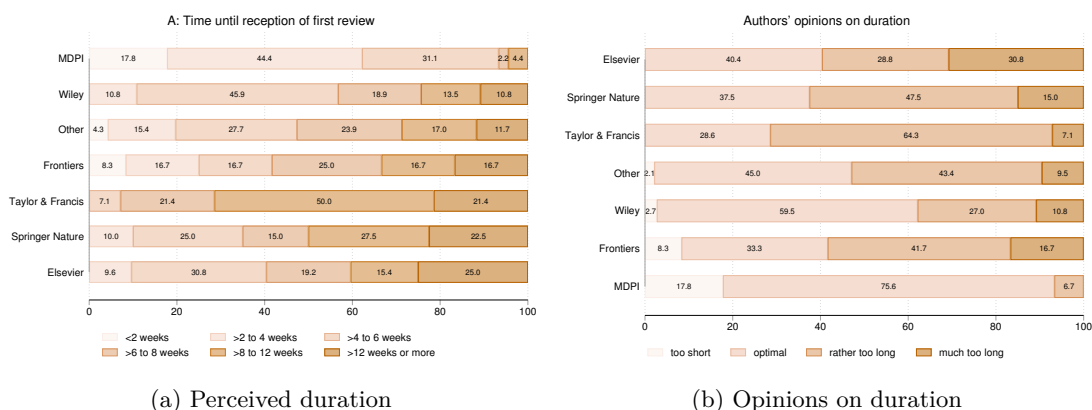 A: Time until reception of first review
MDPI 17.8 44.4 31.1 2.2 4.4
Wiley 10.8 45.9 18.9 13.5 10.8
Other 4.3 15.4 27.7 23.9 17.0 11.7
Frontiers 8.3 16.7 16.7 25.0 16.7 16.7
Taylor & Francis 7.1 21.4 50.0 21.4
Springer Nature 10.0 25.0 15.0 27.5 22.5
Elsevier 9.6 30.8 19.2 15.4 25.0
0 20 40 60 80 100
<2 weeks >2 to 4 weeks >4 to 6 weeks
>6 to 8 weeks >8 to 12 weeks >12 weeks or more
(a) Perceived duration
Authors' opinions on duration
Elsevier 40.4 28.8 30.8
Springer Nature 37.5 47.5 15.0
Taylor & Francis 28.6 64.3 7.1
Other 2.1 45.0 43.4 9.5
Wiley 2.7 59.5 27.0 10.8
Frontiers 8.3 33.3 41.7 16.7
MDPI 17.8 75.6 6.7
0 20 40 60 80 100
too short optimal rather too long much too long
(b) Opinions on duration